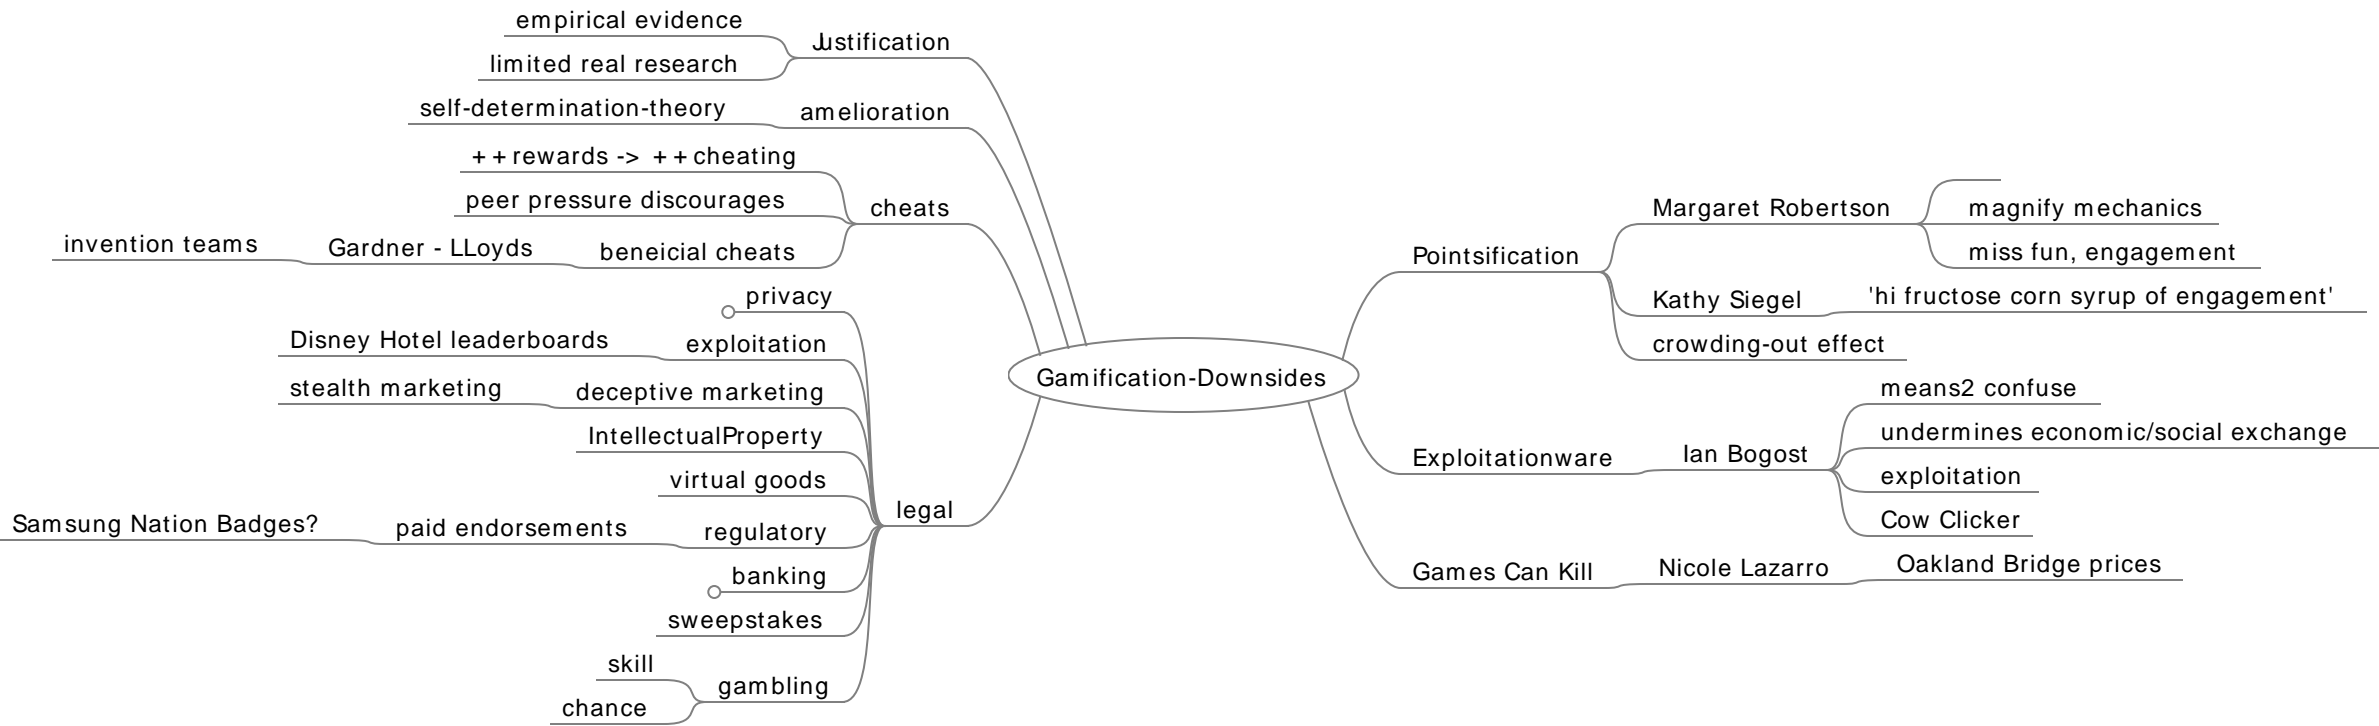 Gamification-Downsides
Justification
empirical evidence
limited real research
amelioration
self-determination-theory
cheats
++rewards -> ++cheating
peer pressure discourages
beneicial cheats
Gardner - LLoyds
invention teams
legal
privacy
exploitation
Disney Hotel leaderboards
deceptive marketing
stealth marketing
IntellectualProperty
virtual goods
regulatory
paid endorsements
Samsung Nation Badges?
banking
sweepstakes
gambling
skill
chance
Pointsification
Margaret Robertson
magnify mechanics
miss fun, engagement
Kathy Siegel
'hi fructose corn syrup of engagement'
crowding-out effect
Exploitationware
Ian Bogost
means2 confuse
undermines economic/social exchange
exploitation
Cow Clicker
Games Can Kill
Nicole Lazarro
Oakland Bridge prices